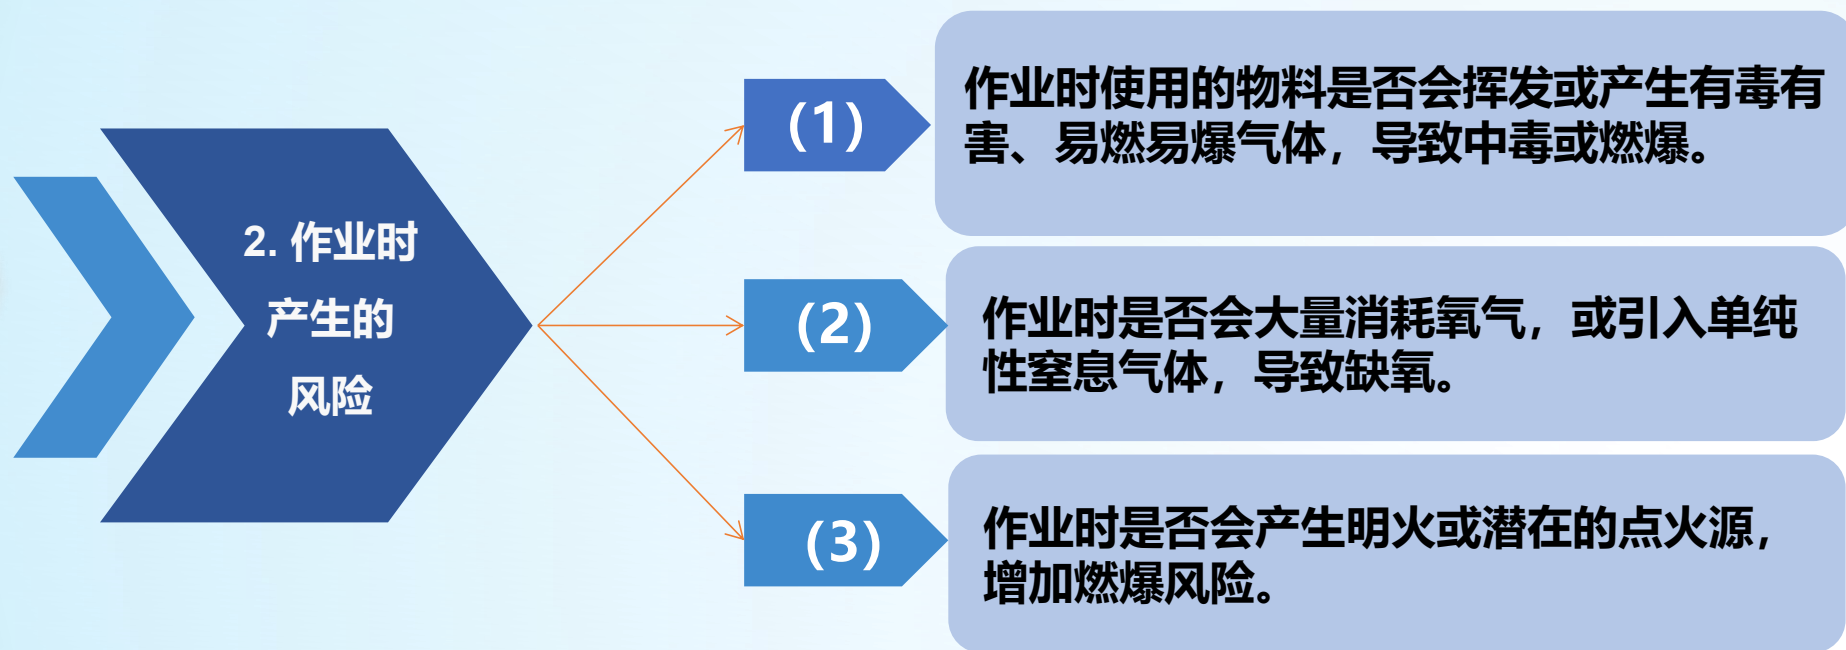 2. 作业时
产生的
风险
(1)
作业时使用的物料是否会挥发或产生有毒有
害、易燃易爆气体，导致中毒或燃爆。
(2)
作业时是否会大量消耗氧气，或引入单纯
性窒息气体，导致缺氧。
(3)
作业时是否会产生明火或潜在的点火源，
增加燃爆风险。